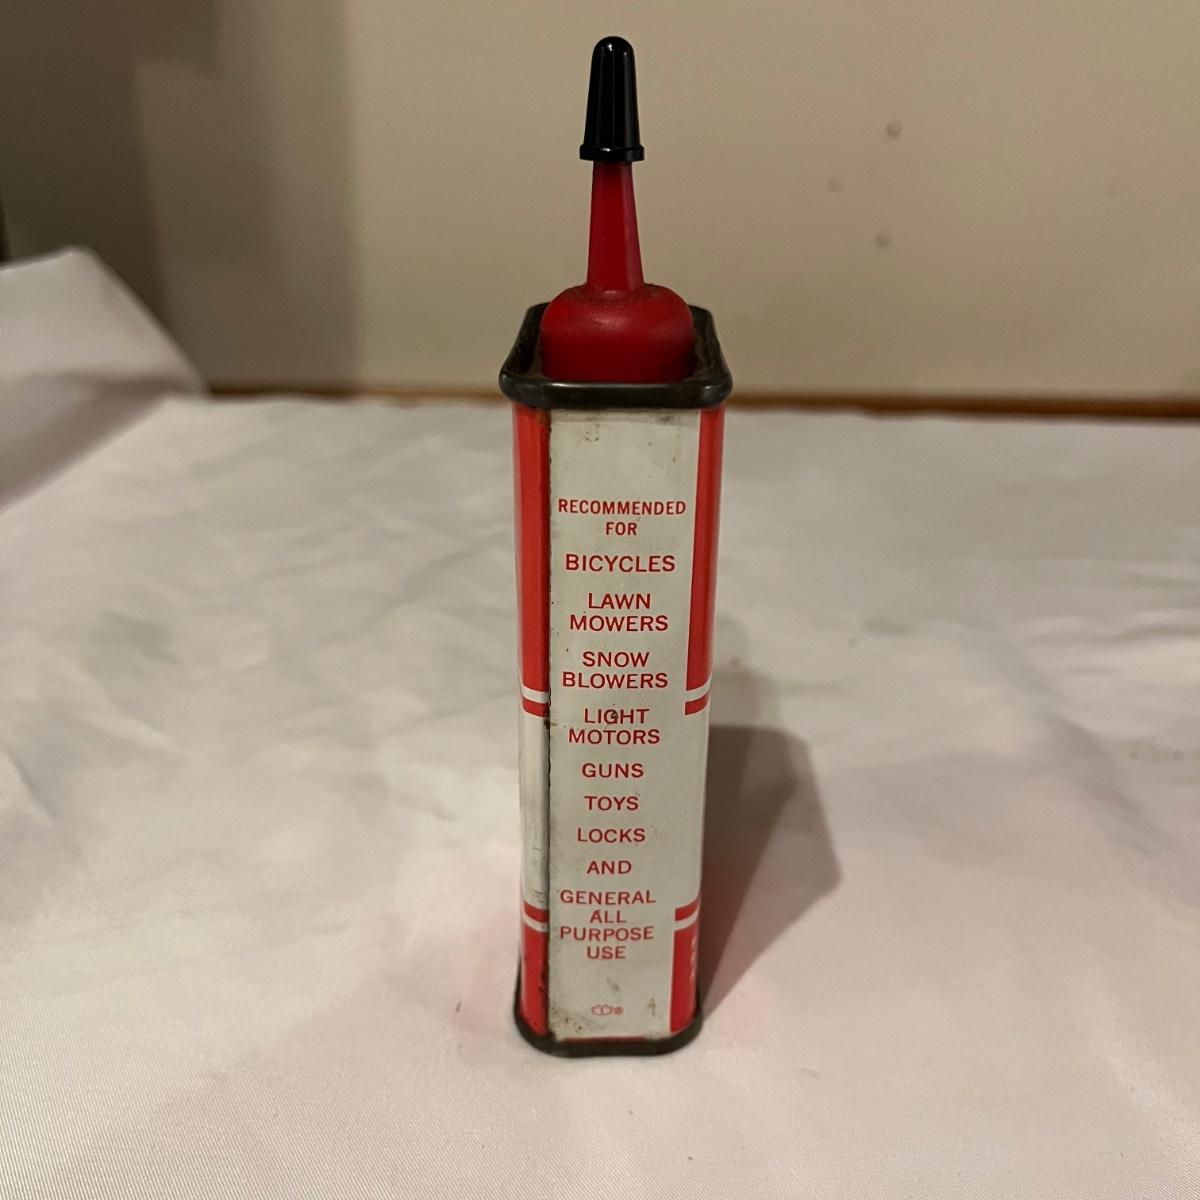 RECOMMENDED
FOR
BICYCLES
LAWN
MOWERS
SNOW
BLOWERS
LIGHT
MOTORS
GUNS
TOYS
LOCKS
AND
GENERAL
ALL
PURPOSE
USE